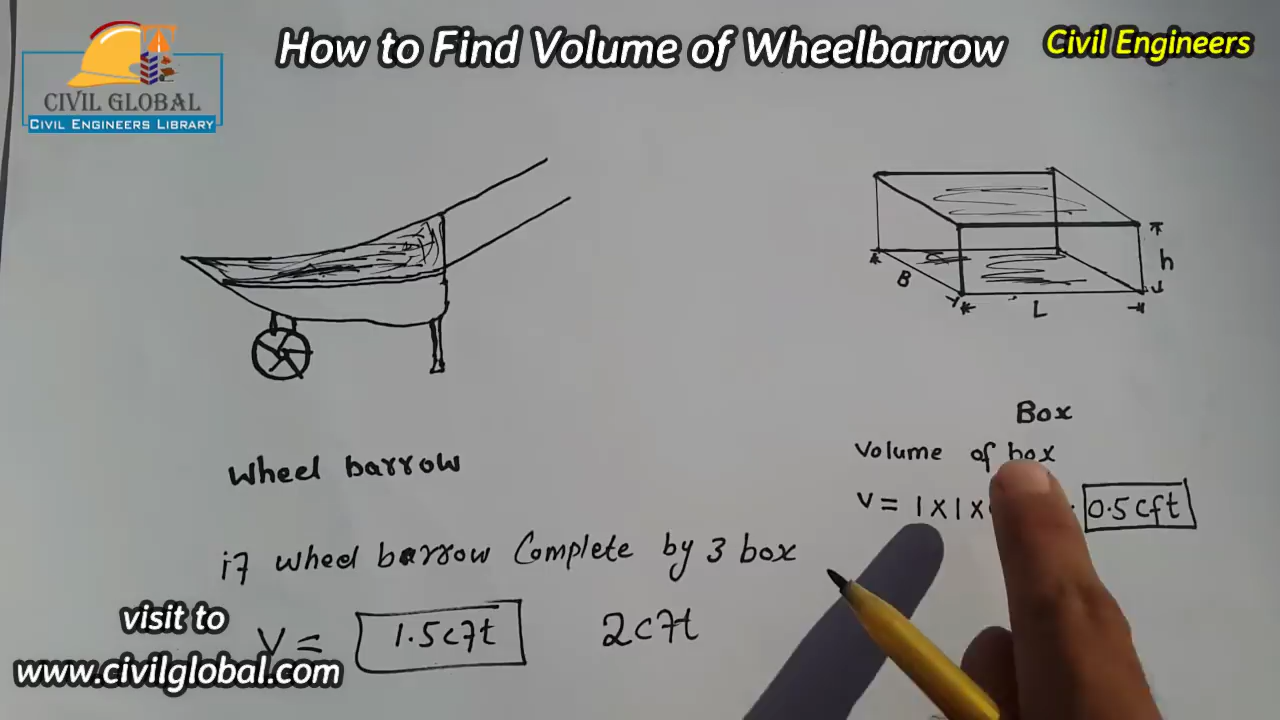 How to Find Volume of Wheelbarrow
Civil Engineers
CIVIL GLOBAL
CIVIL ENGINEERS LIBRARY
B
L
h
Box
Wheel barrow
Volume of box
V = 1 X 1 X
0.5 cft
if wheel barrow Complete by 3 box
V = 1.5 cft
2 cft
visit to
www.civilglobal.com